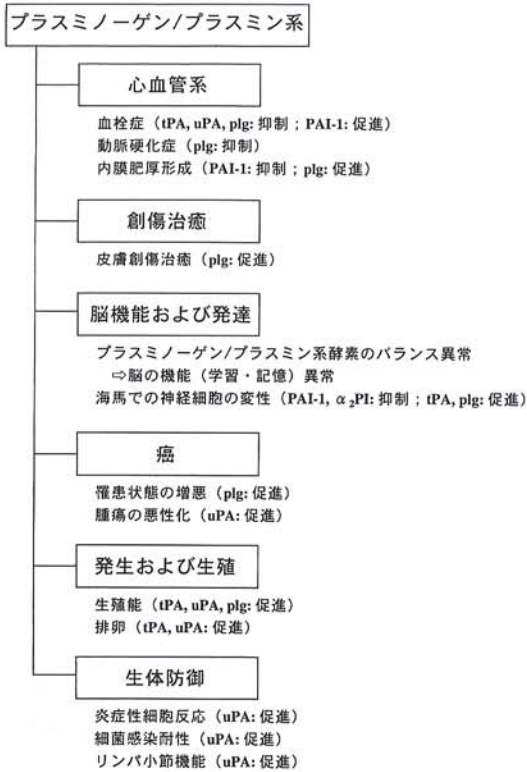 プラスミノーゲン/プラスミン系
心血管系
血栓症（tPA, uPA, plg: 抑制；PAI-1: 促進）
動脈硬化症（plg: 抑制）
内膜肥厚形成（PAI-1: 抑制；plg: 促進）
創傷治癒
皮膚創傷治癒（plg: 促進）
脳機能および発達
プラスミノーゲン/プラスミン系酵素のバランス異常
⇨脳の機能（学習・記憶）異常
海馬での神経細胞の変性（PAI-1, α₂PI: 抑制；tPA, plg: 促進）
癌
罹患状態の増悪（plg: 促進）
腫瘍の悪性化（uPA: 促進）
発生および生殖
生殖能（tPA, uPA, plg: 促進）
排卵（tPA, uPA: 促進）
生体防御
炎症性細胞反応（uPA: 促進）
細菌感染耐性（uPA: 促進）
リンパ小節機能（uPA: 促進）